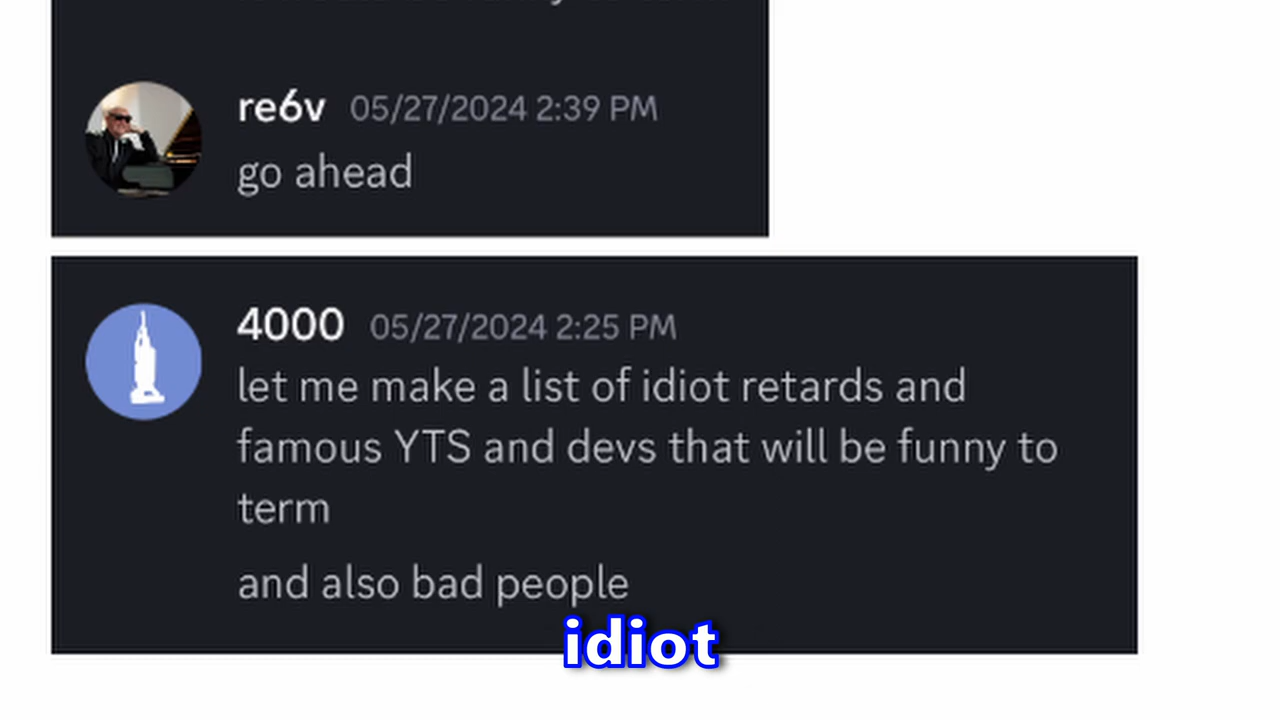 re6v 05/27/2024 2:39 PM
go ahead
4000 05/27/2024 2:25 PM
let me make a list of idiot retards and
famous YTS and devs that will be funny to
term
and also bad people
idiot